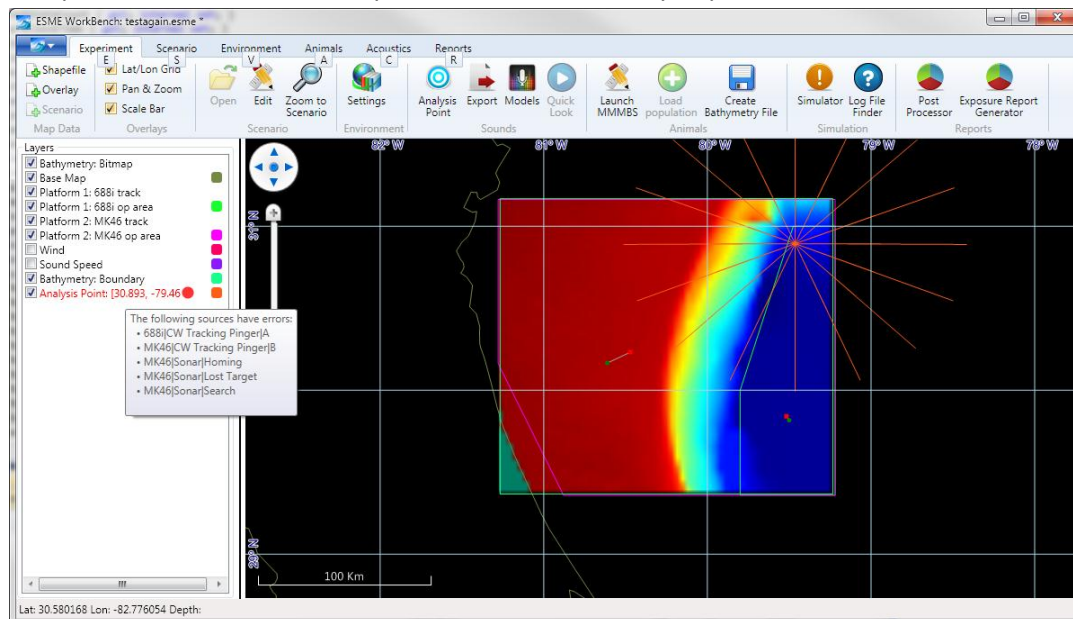 ESME WorkBench: testagain.esme *
Experiment Scenario Environment Animals Acoustics Reports
E S V A C R
Shapefile
Overlay
Scenario
Map Data
Lat/Lon Grid
Pan & Zoom
Scale Bar
Overlays
Open
Edit
Zoom to
Scenario
Scenario
Settings
Environment
Analysis
Point
Export
Models
Quick
Look
Sounds
Launch
MMMBS
Load
population
Create
Bathymetry File
Animals
Simulator
Log File
Finder
Simulation
Post
Processor
Exposure Report
Generator
Reports
Layers
Bathymetry: Bitmap
Base Map
Platform 1: 688i track
Platform 1: 688i op area
Platform 2: MK46 track
Platform 2: MK46 op area
Wind
Sound Speed
Bathymetry: Boundary
Analysis Point: [30.893, -79.46
The following sources have errors:
• 688i|CW Tracking Pinger|A
• MK46|CW Tracking Pinger|B
• MK46|Sonar|Homing
• MK46|Sonar|Lost Target
• MK46|Sonar|Search
82° W 81° W 80° W 79° W 78° W
31° N
29° N
100 Km
Lat: 30.580168 Lon: -82.776054 Depth: